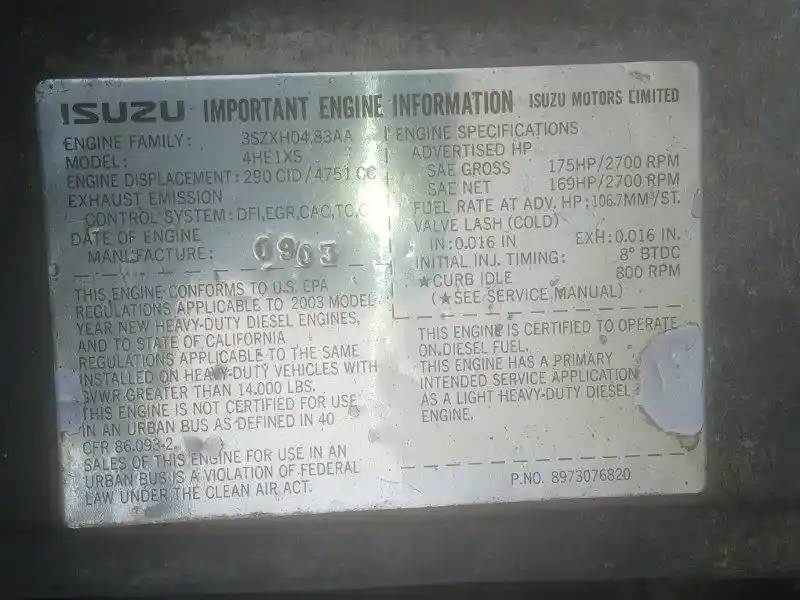 ISUZU IMPORTANT ENGINE INFORMATION ISUZU MOTORS LIMITED
ENGINE FAMILY: 3SZXH04.83AA
MODEL: 4HE1XS
ENGINE DISPLACEMENT: 290 CID/4751 CC
EXHAUST EMISSION
CONTROL SYSTEM: DFI,EGR,CAC,TC,
DATE OF ENGINE
MANUFACTURE: 0903
THIS ENGINE CONFORMS TO U.S. EPA
REGULATIONS APPLICABLE TO 2003 MODEL
YEAR NEW HEAVY-DUTY DIESEL ENGINES,
AND TO STATE OF CALIFORNIA
REGULATIONS APPLICABLE TO THE SAME
INSTALLED ON HEAVY-DUTY VEHICLES WITH
GVWR GREATER THAN 14,000 LBS.
THIS ENGINE IS NOT CERTIFIED FOR USE
IN AN URBAN BUS AS DEFINED IN 40
CFR 86.093-2.
SALES OF THIS ENGINE FOR USE IN AN
URBAN BUS IS A VIOLATION OF FEDERAL
LAW UNDER THE CLEAN AIR ACT.
ENGINE SPECIFICATIONS
ADVERTISED HP
SAE GROSS 175HP/2700 RPM
SAE NET 169HP/2700 RPM
FUEL RATE AT ADV. HP: 106.7MM³/ST.
VALVE LASH (COLD)
IN: 0.016 IN EXH: 0.016 IN.
INITIAL INJ. TIMING: 8° BTDC
★CURB IDLE 800 RPM
(★SEE SERVICE MANUAL)
THIS ENGINE IS CERTIFIED TO OPERATE
ON DIESEL FUEL.
THIS ENGINE HAS A PRIMARY
INTENDED SERVICE APPLICATION
AS A LIGHT HEAVY-DUTY DIESEL
ENGINE.
P.NO. 8973076820